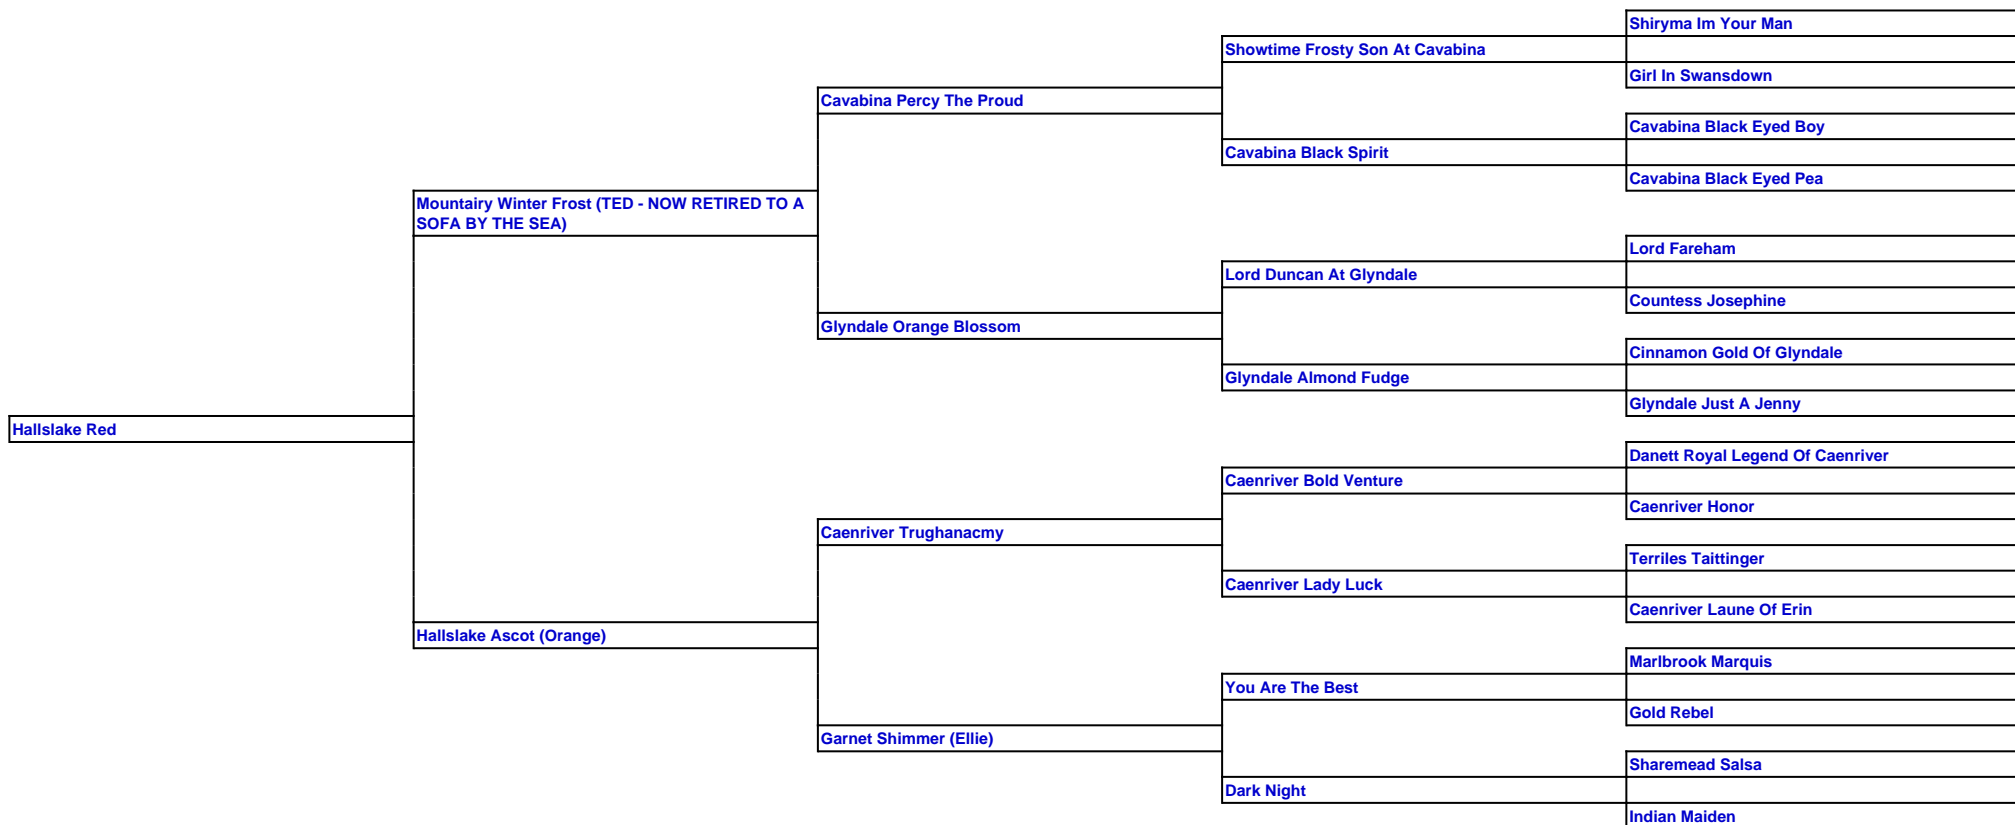 Shiryma Im Your Man
Showtime Frosty Son At Cavabina
Girl In Swansdown
Cavabina Percy The Proud
Cavabina Black Eyed Boy
Cavabina Black Spirit
Cavabina Black Eyed Pea
Mountairy Winter Frost (TED - NOW RETIRED TO A
SOFA BY THE SEA)
Lord Fareham
Lord Duncan At Glyndale
Countess Josephine
Glyndale Orange Blossom
Cinnamon Gold Of Glyndale
Glyndale Almond Fudge
Glyndale Just A Jenny
Hallslake Red
Danett Royal Legend Of Caenriver
Caenriver Bold Venture
Caenriver Honor
Caenriver Trughanacmy
Terriles Taittinger
Caenriver Lady Luck
Caenriver Laune Of Erin
Hallslake Ascot (Orange)
Marlbrook Marquis
You Are The Best
Gold Rebel
Garnet Shimmer (Ellie)
Sharemead Salsa
Dark Night
Indian Maiden